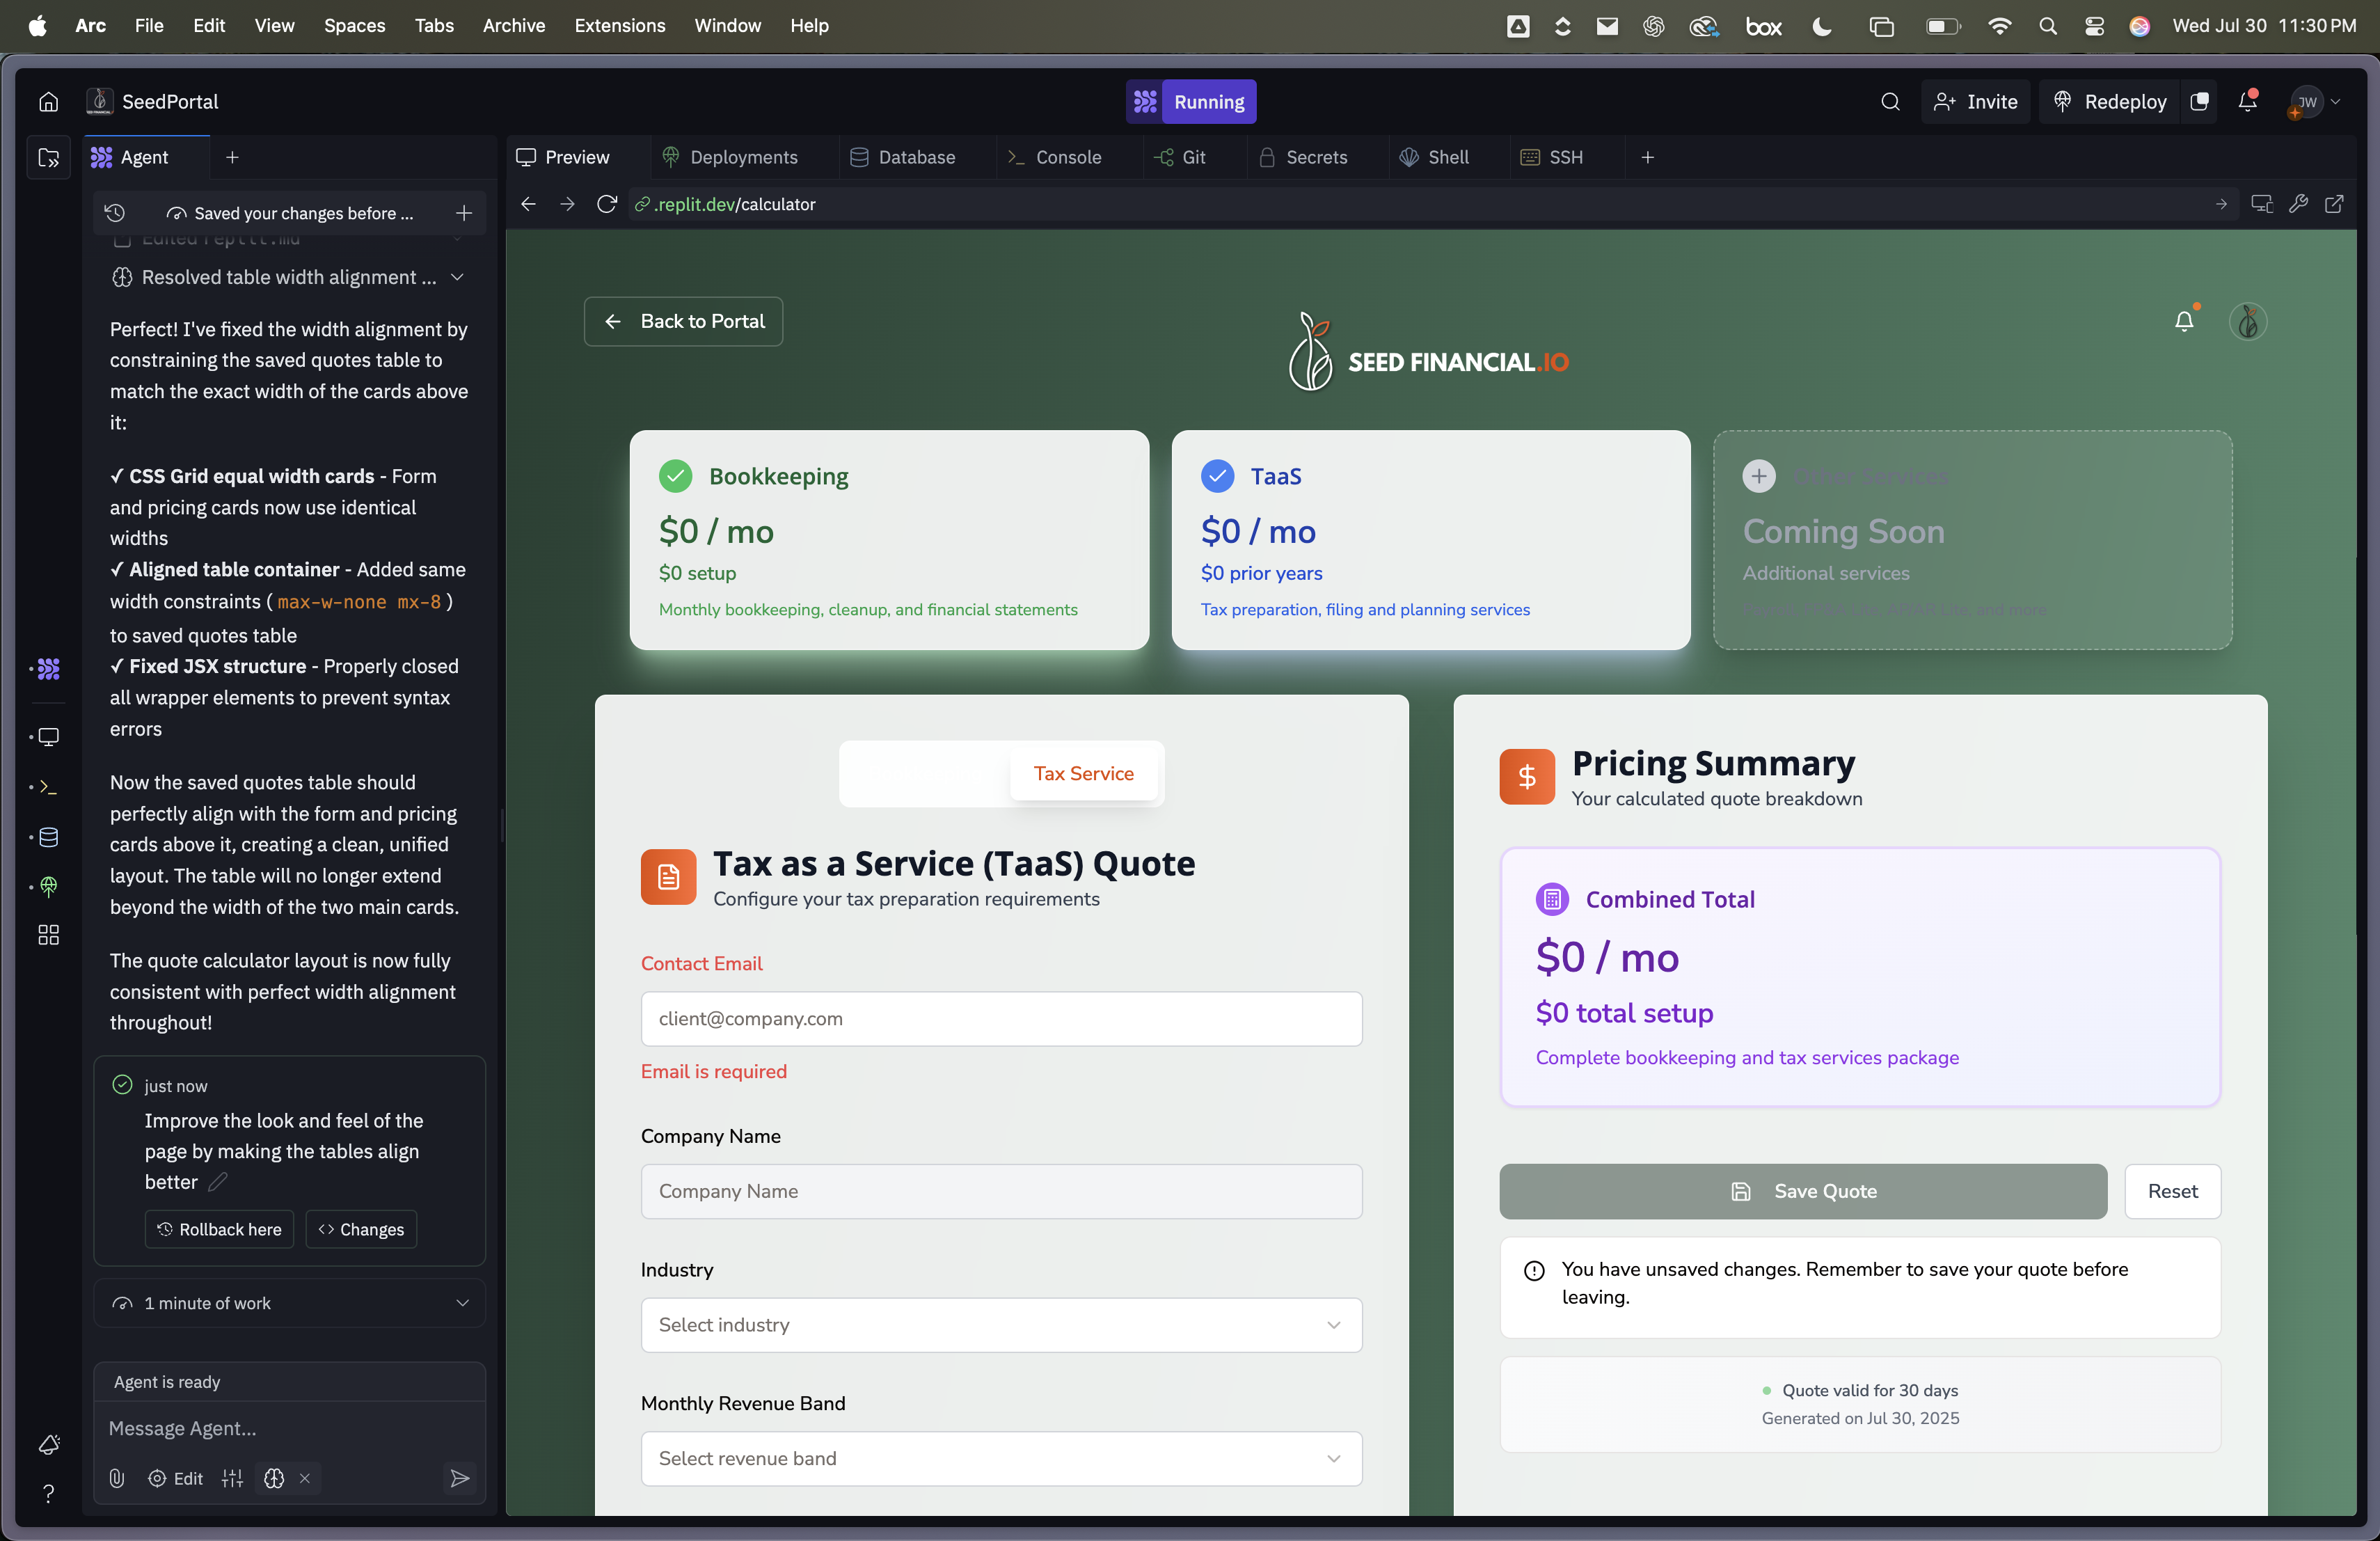 Arc File Edit View Spaces Tabs Archive Extensions Window Help
box
Wed Jul 30 11:30 PM
SeedPortal
Running
Invite
Redeploy
JW
Agent
Preview
Deployments
Database
Console
Git
Secrets
Shell
SSH
Saved your changes before ...
.replit.dev/calculator
Edited replit.md
Resolved table width alignment ...
Perfect! I've fixed the width alignment by
constraining the saved quotes table to
match the exact width of the cards above
it:
✓ CSS Grid equal width cards - Form
and pricing cards now use identical
widths
✓ Aligned table container - Added same
width constraints ( max-w-none mx-8 )
to saved quotes table
✓ Fixed JSX structure - Properly closed
all wrapper elements to prevent syntax
errors
Now the saved quotes table should
perfectly align with the form and pricing
cards above it, creating a clean, unified
layout. The table will no longer extend
beyond the width of the two main cards.
The quote calculator layout is now fully
consistent with perfect width alignment
throughout!
just now
Improve the look and feel of the
page by making the tables align
better
Rollback here
Changes
1 minute of work
Agent is ready
Message Agent...
Edit
Back to Portal
SEED FINANCIAL.IO
Bookkeeping
$0 / mo
$0 setup
Monthly bookkeeping, cleanup, and financial statements
TaaS
$0 / mo
$0 prior years
Tax preparation, filing and planning services
Other Services
Coming Soon
Additional services
and more
Tax Service
Tax as a Service (TaaS) Quote
Configure your tax preparation requirements
Contact Email
client@company.com
Email is required
Company Name
Company Name
Industry
Select industry
Monthly Revenue Band
Select revenue band
Pricing Summary
Your calculated quote breakdown
Combined Total
$0 / mo
$0 total setup
Complete bookkeeping and tax services package
Save Quote
Reset
You have unsaved changes. Remember to save your quote before
leaving.
Quote valid for 30 days
Generated on Jul 30, 2025